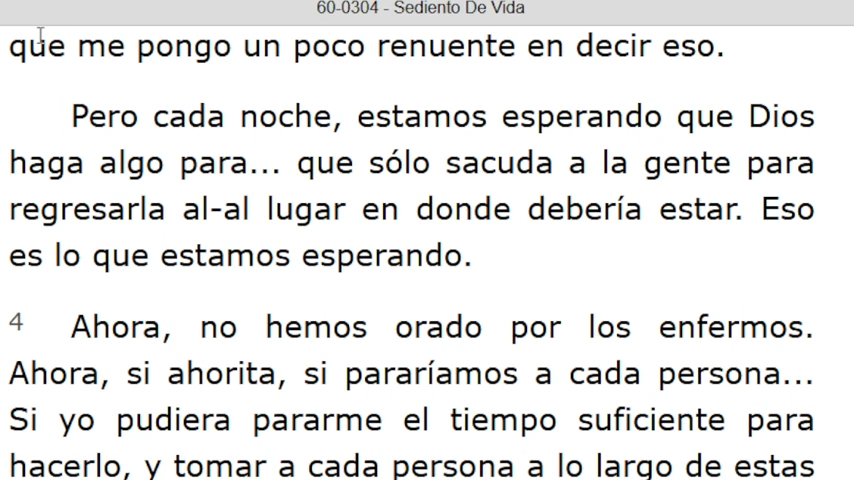 60-0304 - Sediento De Vida
que me pongo un poco renuente en decir eso.
Pero cada noche, estamos esperando que Dios
haga algo para... que sólo sacuda a la gente para
regresarla al-al lugar en donde debería estar. Eso
es lo que estamos esperando.
4 Ahora, no hemos orado por los enfermos.
Ahora, si ahorita, si pararíamos a cada persona...
Si yo pudiera pararme el tiempo suficiente para
hacerlo, y tomar a cada persona a lo largo de estas